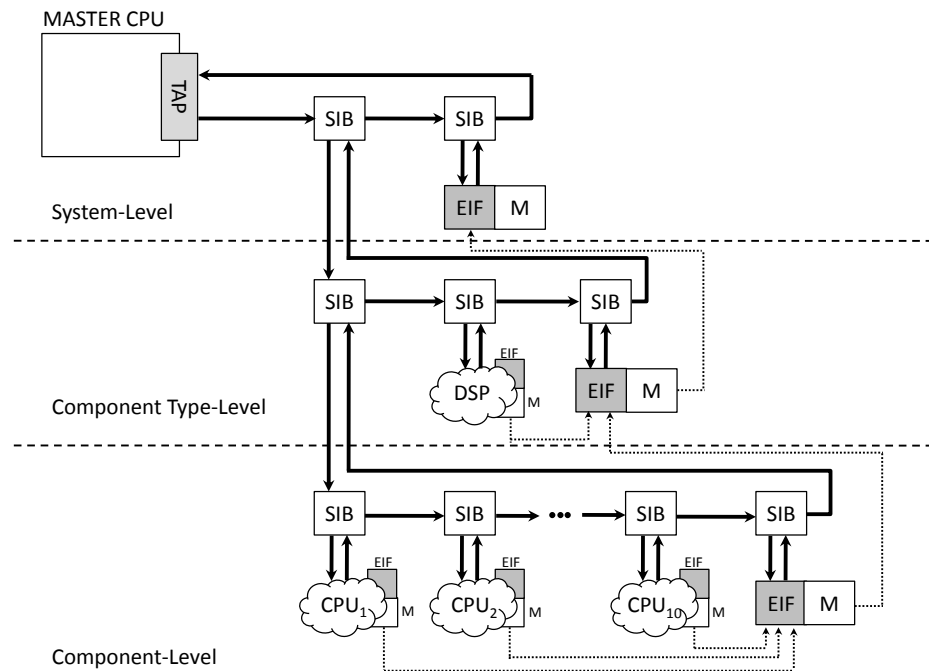 MASTER CPU
TAP
SIB
SIB
EIF M
System-Level
SIB
SIB
SIB
EIF
DSP
M
EIF M
Component Type-Level
SIB
SIB
•••
SIB
SIB
EIF
EIF
EIF
CPU1
M
CPU2
M
CPU10
M
EIF M
Component-Level